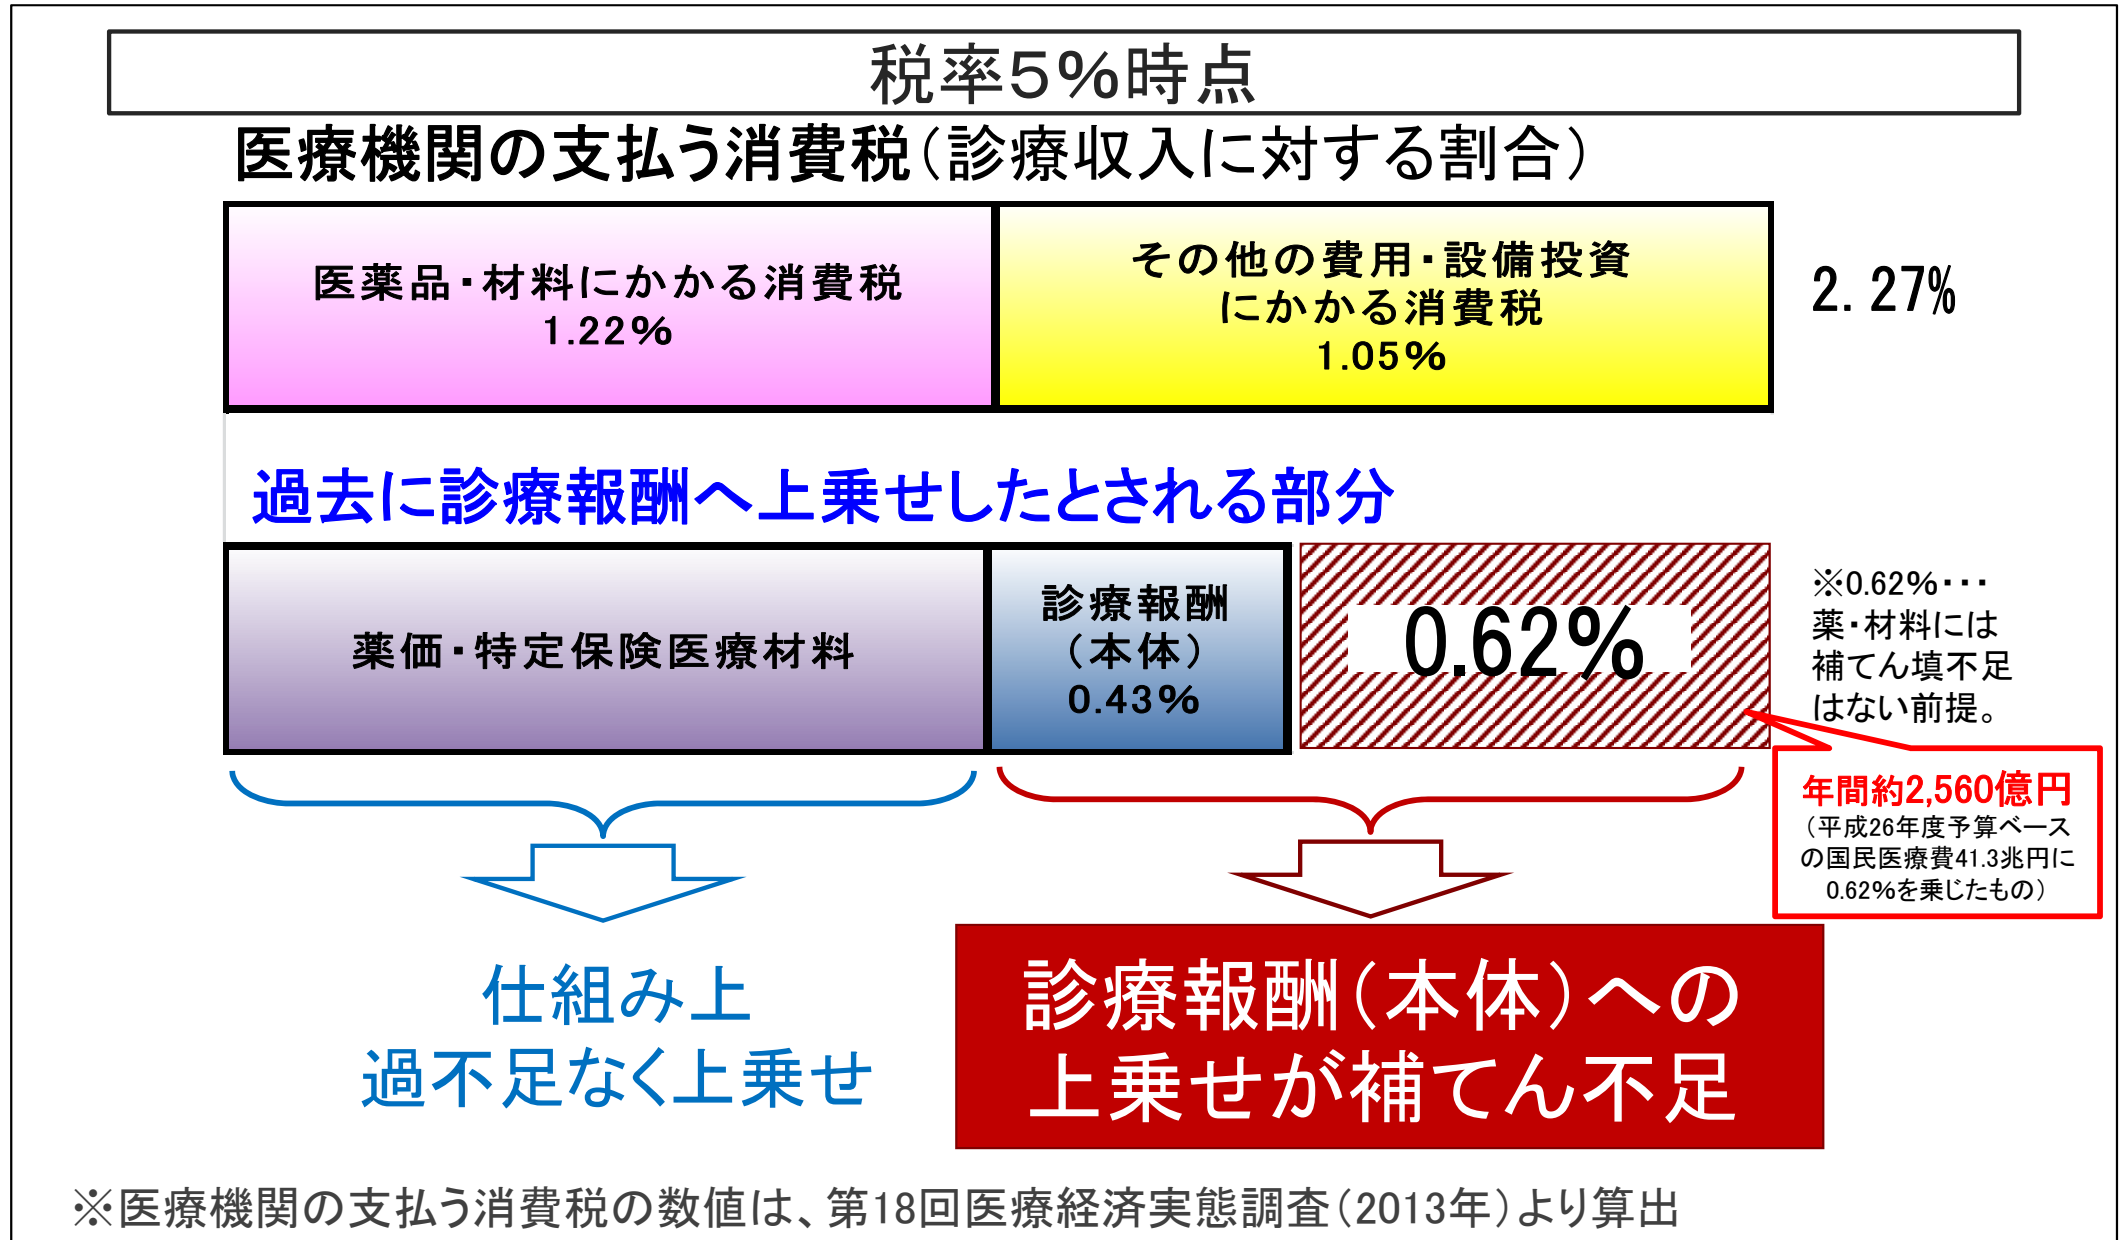 税率5%時点
医療機関の支払う消費税(診療収入に対する割合)
医薬品・材料にかかる消費税
1.22%
その他の費用・設備投資
にかかる消費税
1.05%
2.27%
過去に診療報酬へ上乗せしたとされる部分
薬価・特定保険医療材料
診療報酬
(本体)
0.43%
0.62%
※0.62%・・・
薬・材料には
補てん填不足
はない前提。
年間約2,560億円
(平成26年度予算ベース
の国民医療費41.3兆円に
0.62%を乗じたもの)
仕組み上
過不足なく上乗せ
診療報酬(本体)への
上乗せが補てん不足
※医療機関の支払う消費税の数値は、第18回医療経済実態調査(2013年)より算出